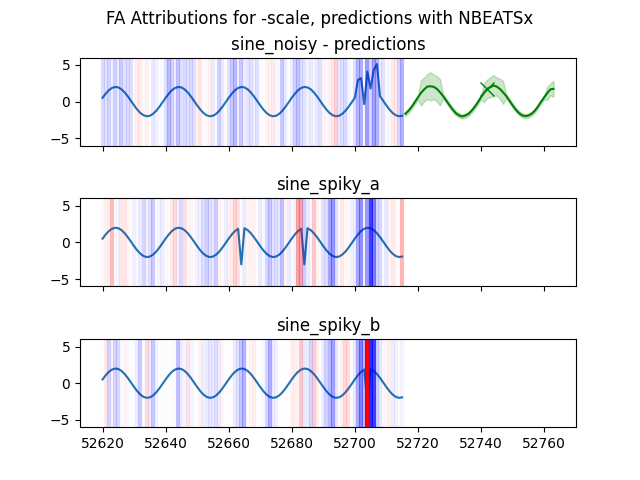 FA Attributions for -scale, predictions with NBEATSx
sine_noisy - predictions
5
0
−5
sine_spiky_a
5
0
−5
sine_spiky_b
5
0
−5
52620 52640 52660 52680 52700 52720 52740 52760